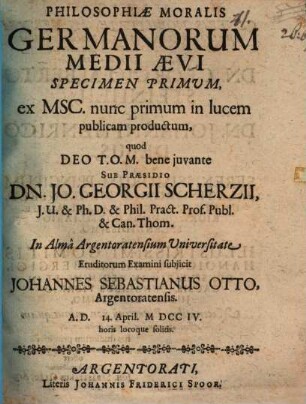 PHILOSOPHIÆ MORALIS
GERMANORUM
MEDII ÆVI
SPECIMEN PRIMUM,
ex MSC. nunc primum in lucem
publicam productum,
quod
DEO T.O.M. bene juvante
SUB PRÆSIDIO
DN. JO. GEORGII SCHERZII,
J.U. & Ph. D. & Phil. Pract. Prof. Publ.
& Can. Thom.
In Almâ Argentoratensium Universitate
Eruditorum Examini subjicit
JOHANNES SEBASTIANUS OTTO,
Argentoratensis.
A.D. 14. April. M DCC IV.
horis locoque solitis.
ARGENTORATI,
Literis JOHANNIS FRIDERICI SPOOR.